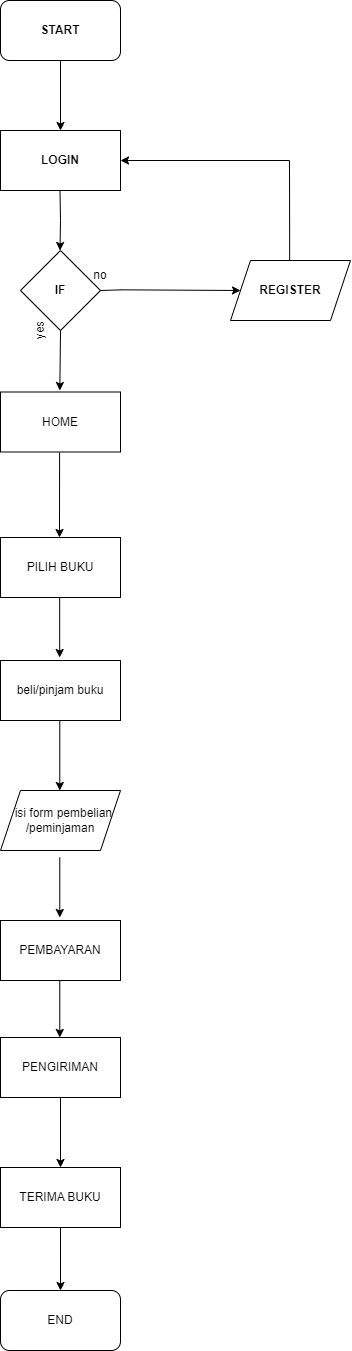 START
LOGIN
IF
no
REGISTER
yes
HOME
PILIH BUKU
beli/pinjam buku
isi form pembelian
/peminjaman
PEMBAYARAN
PENGIRIMAN
TERIMA BUKU
END